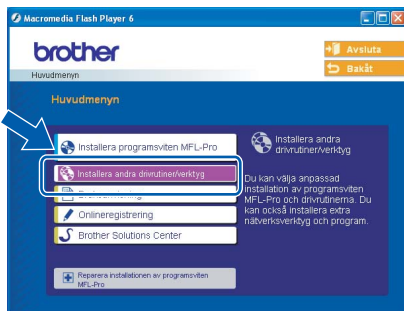 Macromedia Flash Player 6
brother
Avsluta
Bakåt
Huvudmenyn
Huvudmenyn
Installera programsviten MFL-Pro
Installera andra drivrutiner/verktyg
Onlineregistrering
Brother Solutions Center
Reparera installationen av programsviten
MFL-Pro
Installera andra
drivrutiner/verktyg
Du kan välja anpassad
installation av programsviten
MFL-Pro och drivrutinerna. Du
kan också installera extra
nätverksverktyg och program.